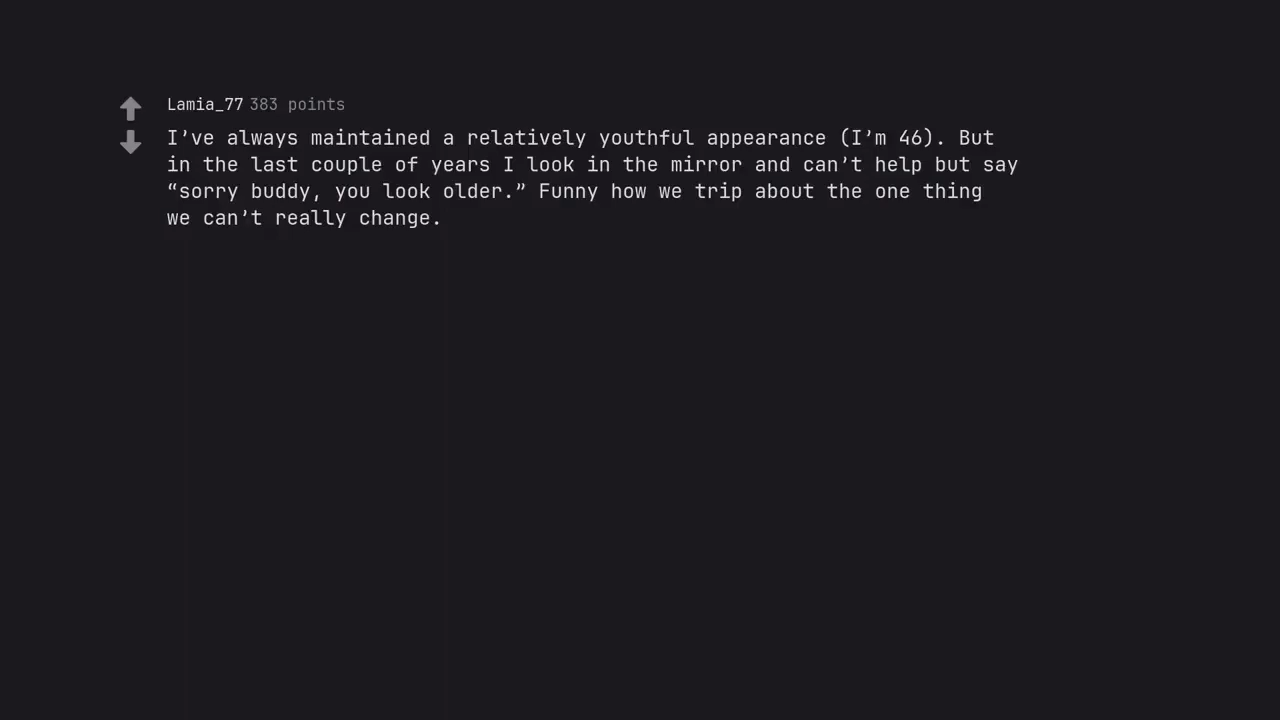 Lamia_77 383 points
I’ve always maintained a relatively youthful appearance (I’m 46). But
in the last couple of years I look in the mirror and can’t help but say
“sorry buddy, you look older.” Funny how we trip about the one thing
we can’t really change.